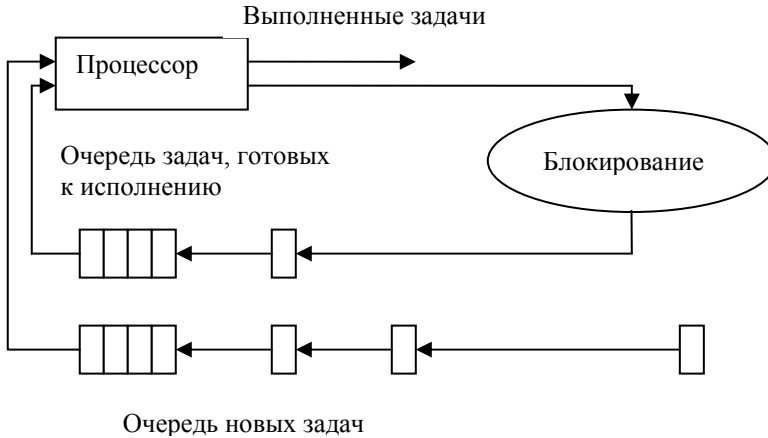 Выполненные задачи
Процессор
Очередь задач, готовых
к исполнению
Блокирование
Очередь новых задач